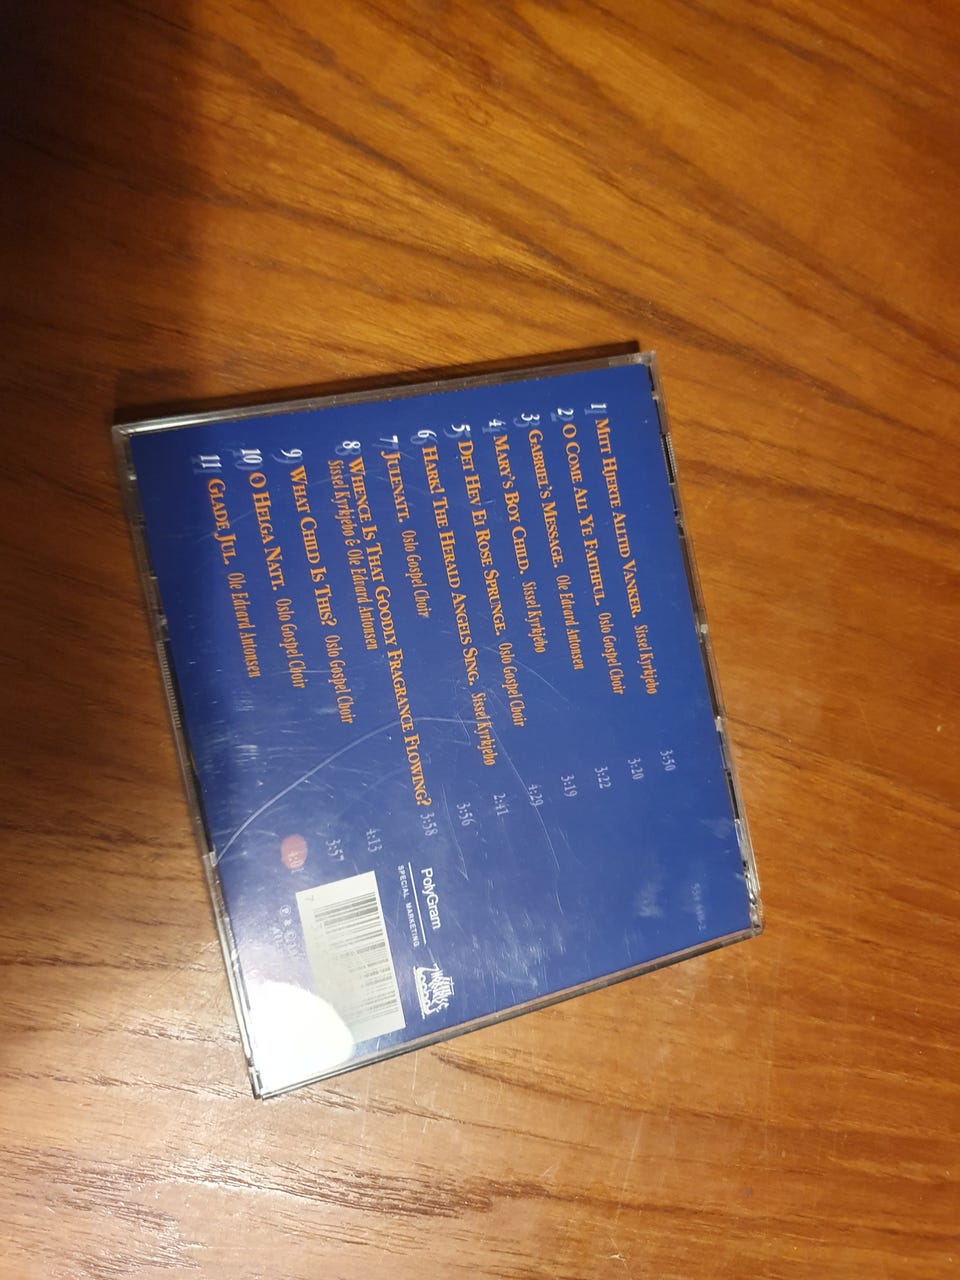 1 MITT HJERTE ALLTID VANKER. Sissel Kyrkjebø 3:50
2 O COME ALL YE FAITHFUL. Oslo Gospel Choir 3:20
3 GABRIEL'S MESSAGE. Ole Edvard Antonsen 3:22
4 MARY'S BOY CHILD. Sissel Kyrkjebø 3:19
5 DET HEV EI ROSE SPRUNGE. Oslo Gospel Choir 4:29
6 HARK! THE HERALD ANGELS SING. Sissel Kyrkjebø 2:41
7 JULENATT. Oslo Gospel Choir 3:56
8 WHENCE IS THAT GOODLY FRAGRANCE FLOWING? 3:58
Sissel Kyrkjebø & Ole Edvard Antonsen
9 WHAT CHILD IS THIS? Oslo Gospel Choir 4:13
10 O HELGA NATT. Oslo Gospel Choir 3:57
11 GLADE JUL. Ole Edvard Antonsen 4:01
PolyGram
SPECIAL MARKETING